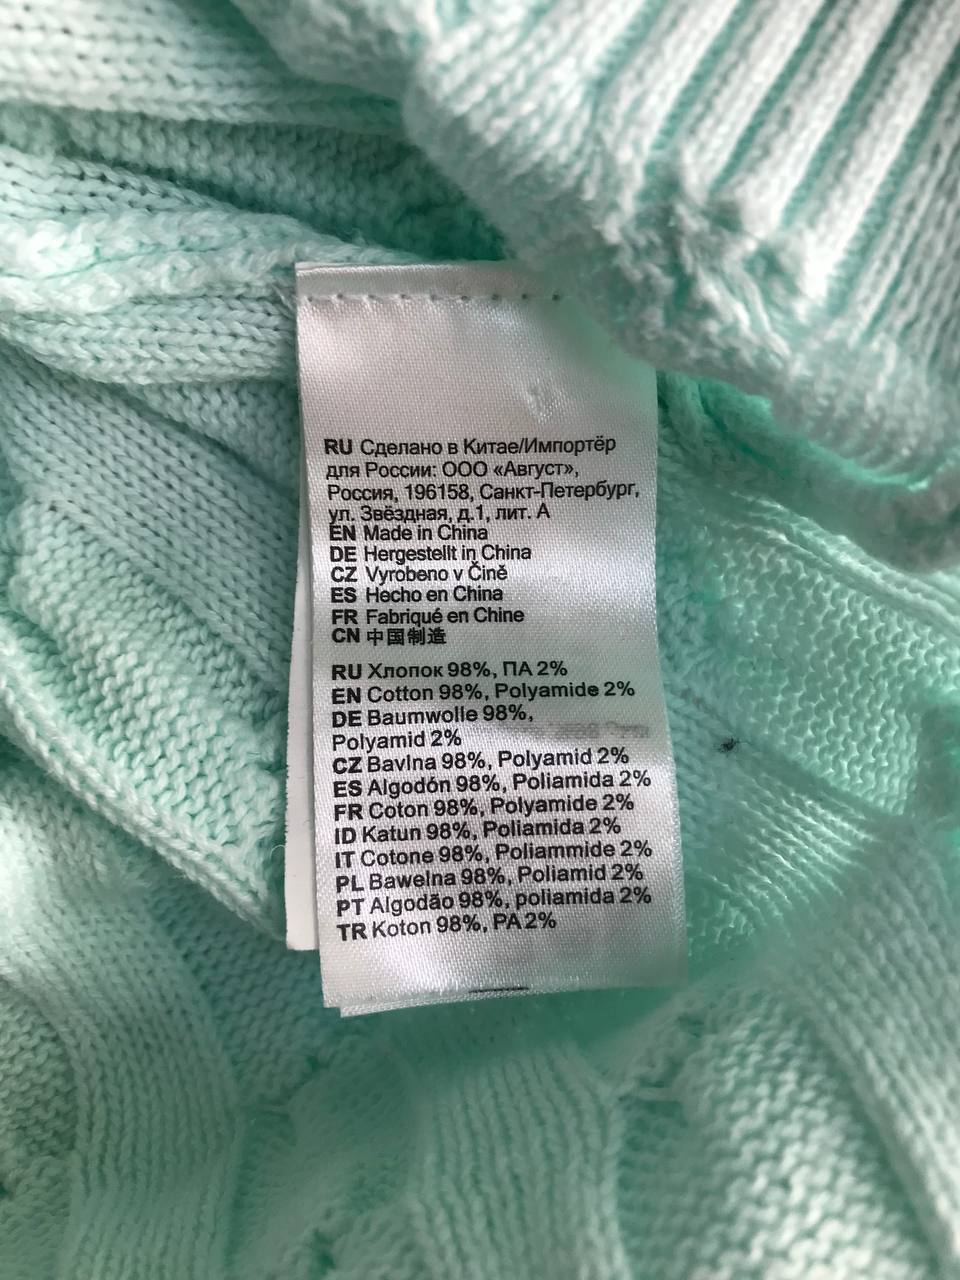 RU Сделано в Китае/Импортёр
для России: ООО «Август»,
Россия, 196158, Санкт-Петербург,
ул. Звёздная, д.1, лит. А
EN Made in China
DE Hergestellt in China
CZ Vyrobeno v Čině
ES Hecho en China
FR Fabriqué en Chine
CN 中国制造
RU Хлопок 98%, ПА 2%
EN Cotton 98%, Polyamide 2%
DE Baumwolle 98%,
Polyamid 2%
CZ Bavlna 98%, Polyamid 2%
ES Algodón 98%, Poliamida 2%
FR Coton 98%, Polyamide 2%
ID Katun 98%, Poliamida 2%
IT Cotone 98%, Poliammide 2%
PL Bawełna 98%, Poliamid 2%
PT Algodão 98%, poliamida 2%
TR Koton 98%, PA 2%